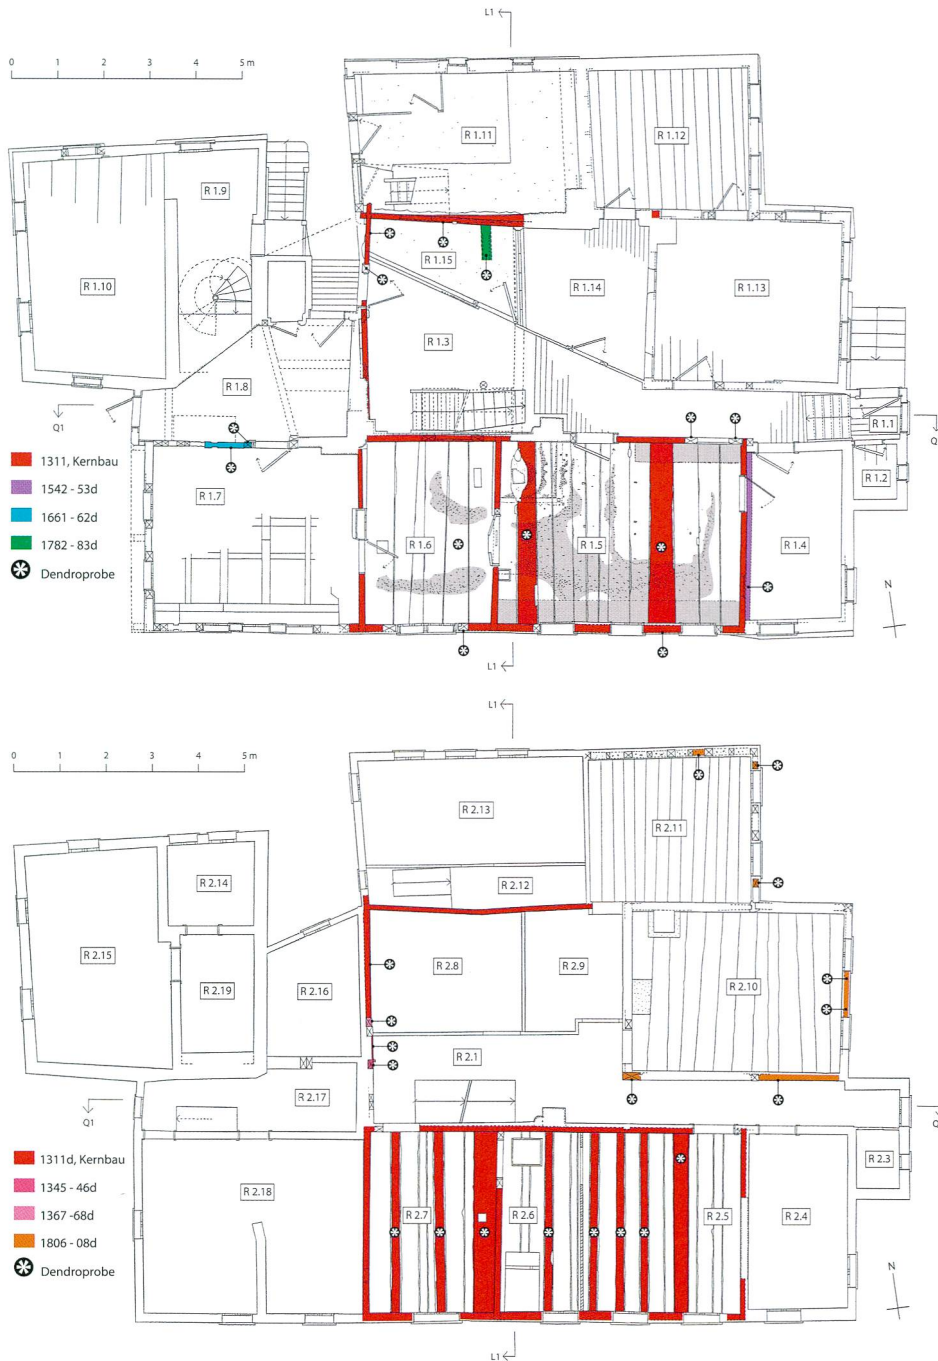 L1
0 1 2 3 4 5 m
R 1.11
R 1.12
R 1.9
R 1.15
R 1.10
R 1.14
R 1.13
R 1.3
R 1.8
Q1
R 1.1
Q
R 1.2
1311, Kernbau
1542 - 53d
1661 - 62d
1782 - 83d
Dendroprobe
R 1.7
R 1.6
R 1.5
R 1.4
N
L1
L1
0 1 2 3 4 5 m
R 2.13
R 2.11
R 2.12
R 2.14
R 2.15
R 2.8
R 2.9
R 2.10
R 2.19
R 2.16
R 2.1
R 2.17
Q1
Q
R 2.3
1311d, Kernbau
1345 - 46d
1367 -68d
1806 - 08d
Dendroprobe
R 2.18
R 2.7
R 2.6
R 2.5
R 2.4
N
L1